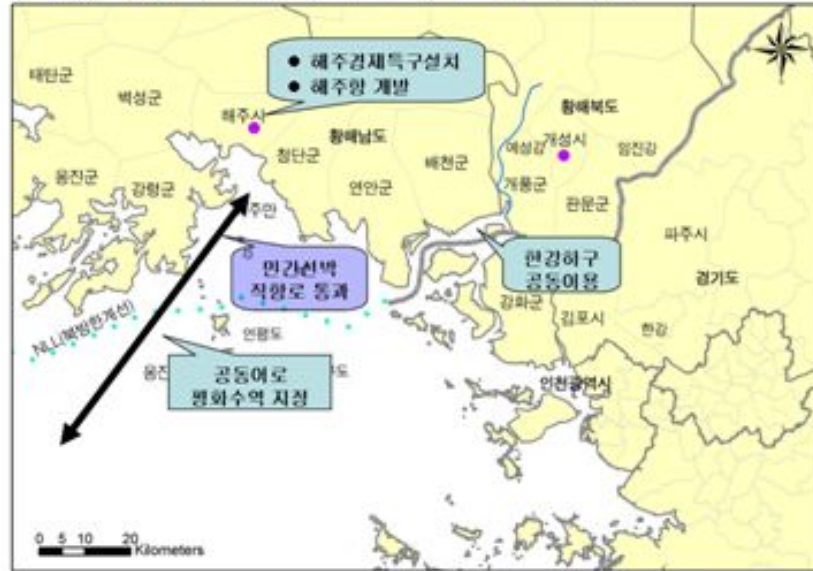 ● 해주경제특구설치
● 해주항 개발
태탄군
벽성군
해주시
황해남도
청단군
배천군
연안군
옹진군
강령군
주만
황해북도
예성강
개성시
임진강
개풍군
판문군
파주시
경기도
민간선박
직항로 통과
한강하구
공동이용
강화군
김포시
한강
NLL(북방한계선)
연평도
공동어로
평화수역 지정
인천광역시
0 5 10 20
Kilometers